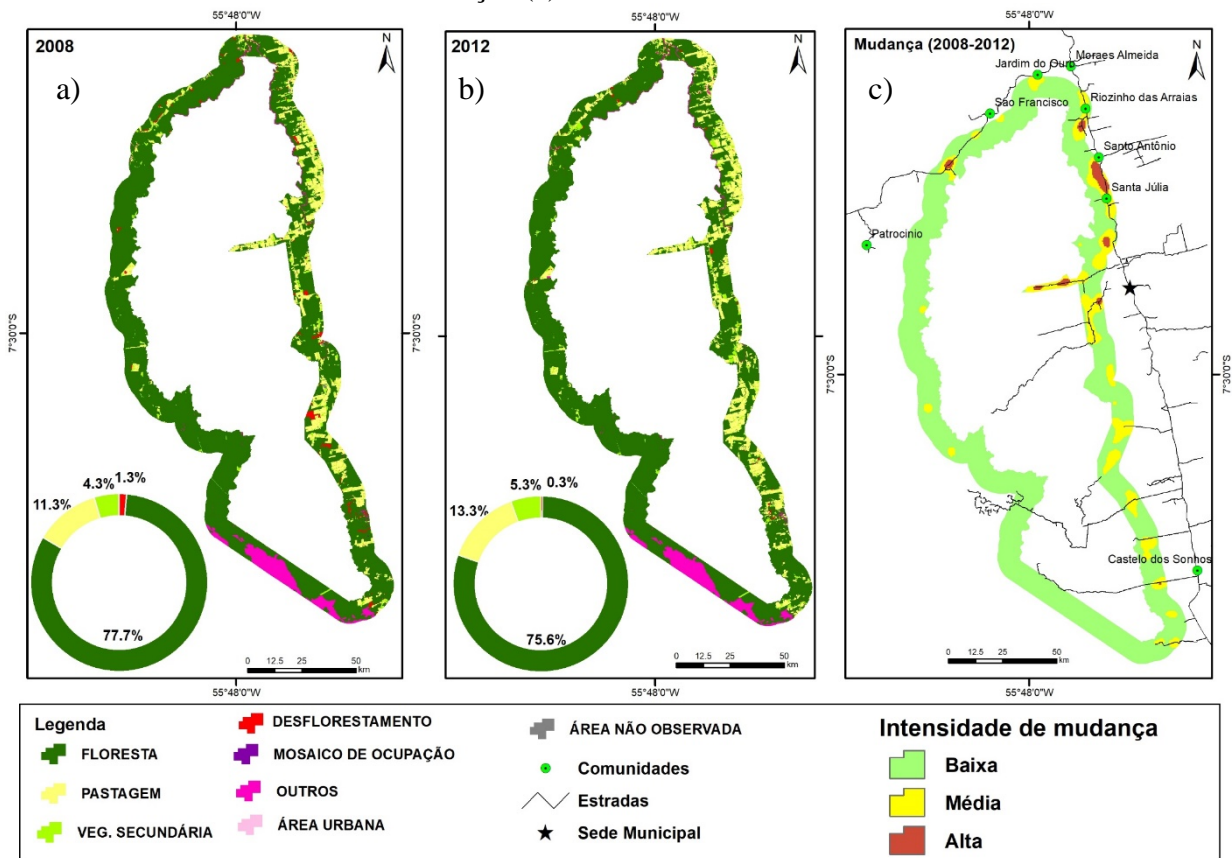 55°48'0"W
55°48'0"W
55°48'0"W
2008
a)
N
7°30'0"S
4.3%
1.3%
11.3%
77.7%
0 12.5 25 50
km
55°48'0"W
2012
b)
N
5.3%
0.3%
13.3%
75.6%
0 12.5 25 50
km
55°48'0"W
Mudança (2008-2012)
c)
N
Moraes Almeida
Jardim do Ouro
São Francisco
Riozinho das Arraias
Santo Antônio
Santa Júlia
Patrocinio
7°30'0"S
7°30'0"S
Castelo dos Sonhos
0 12.5 25 50
km
55°48'0"W
Legenda
FLORESTA
PASTAGEM
VEG. SECUNDÁRIA
DESFLORESTAMENTO
MOSAICO DE OCUPAÇÃO
OUTROS
ÁREA URBANA
ÁREA NÃO OBSERVADA
Comunidades
Estradas
Sede Municipal
Intensidade de mudança
Baixa
Média
Alta